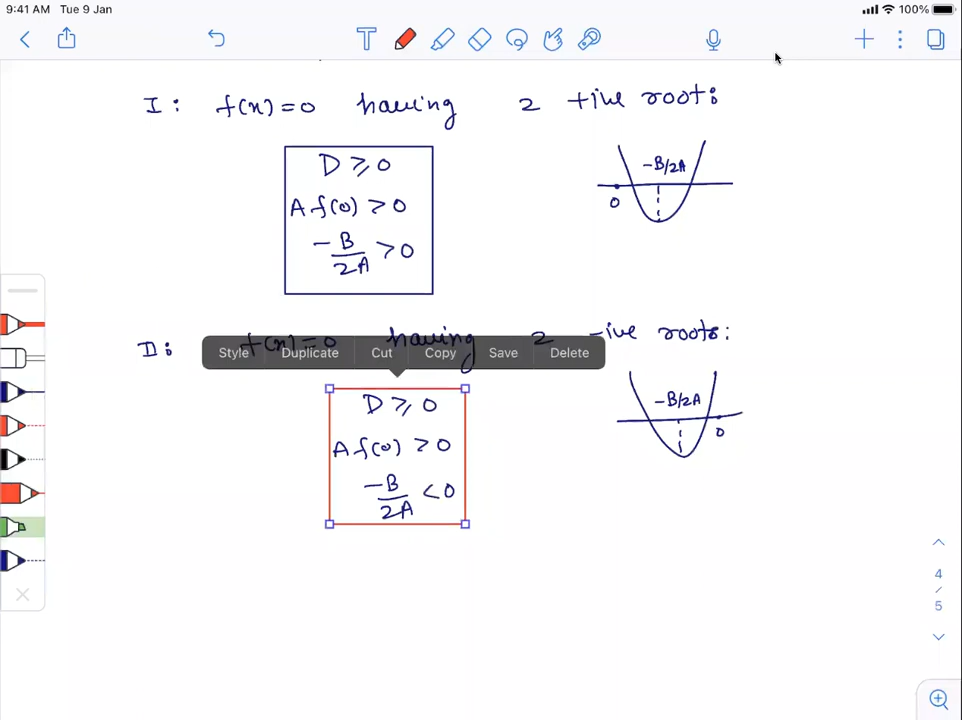 9:41 AM Tue 9 Jan
100%
I: f(x)=0 having 2 +ive root:
D ⩾ 0
A f(0) > 0
-B/2A > 0
-B/2A
0
II: f(x)=0 having 2 -ive roots:
Style Duplicate Cut Copy Save Delete
D ⩾ 0
A f(0) > 0
-B/2A < 0
-B/2A
0
4
/
5